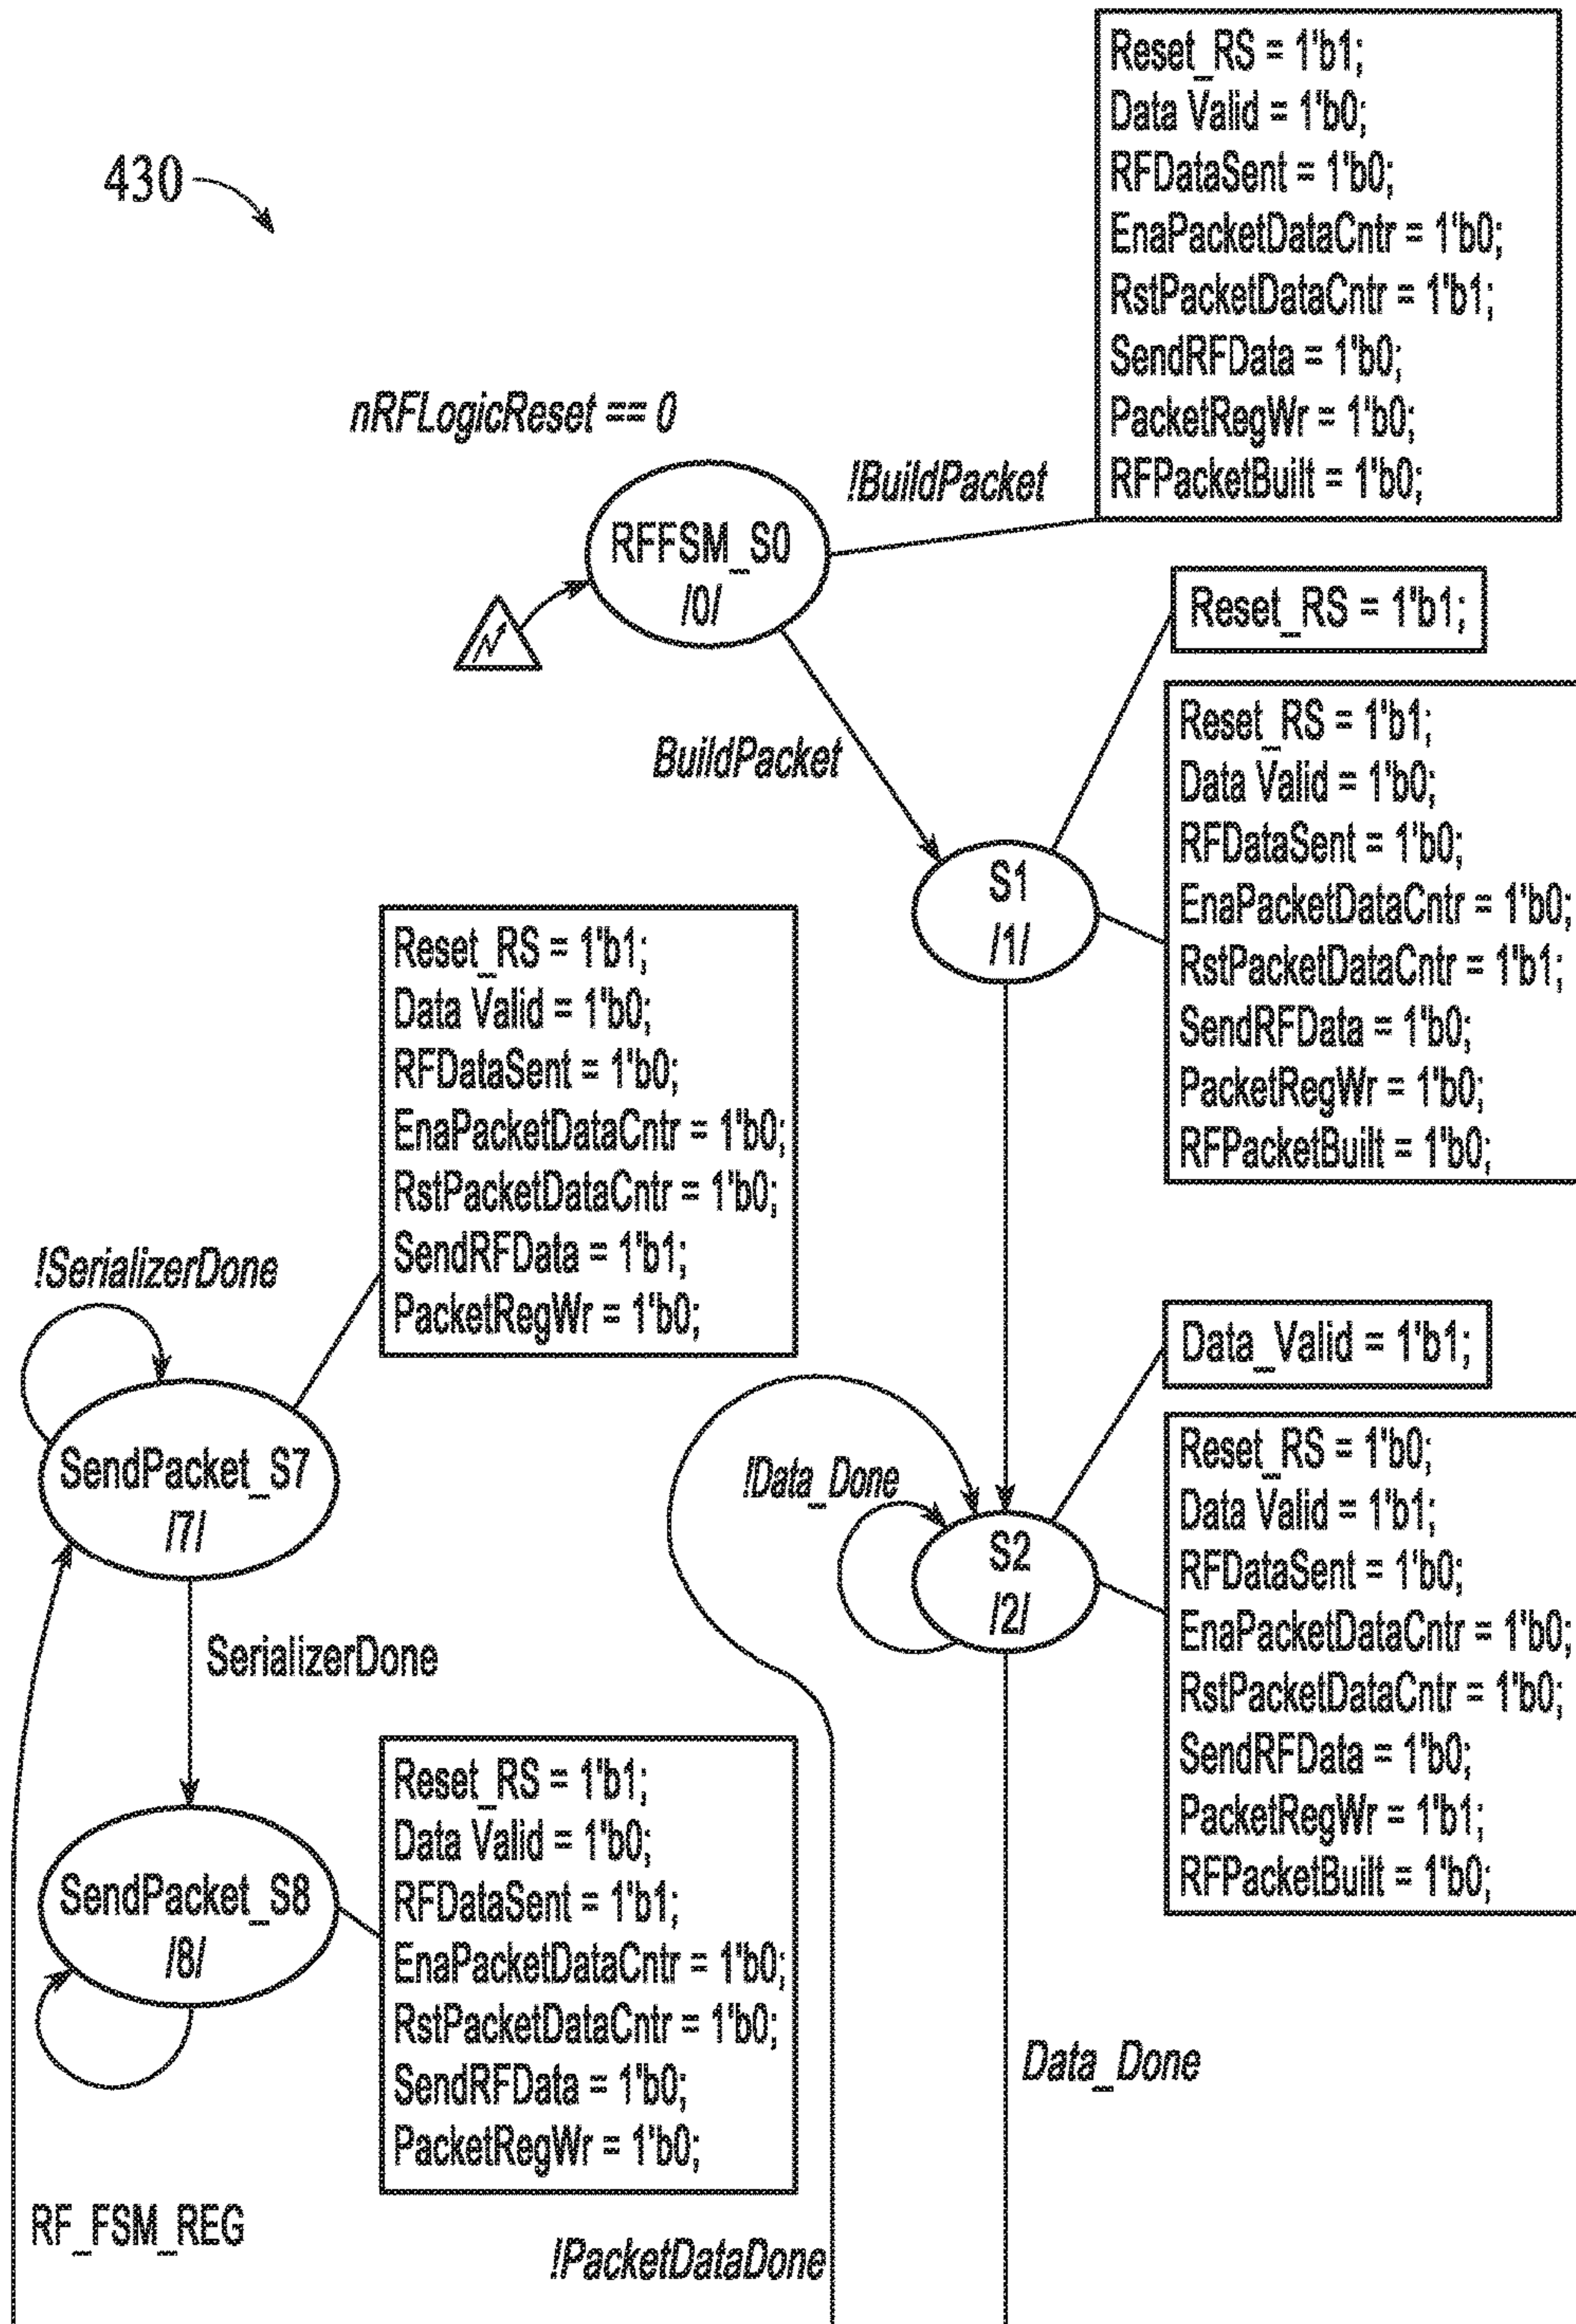 430
nRFLogicReset == 0
RFFSM_S0
/0/
!BuildPacket
Reset_RS = 1'b1;
Data Valid = 1'b0;
RFDataSent = 1'b0;
EnaPacketDataCntr = 1'b0;
RstPacketDataCntr = 1'b1;
SendRFData = 1'b0;
PacketRegWr = 1'b0;
RFPacketBuilt = 1'b0;
BuildPacket
S1
/1/
Reset_RS = 1'b1;
Reset_RS = 1'b1;
Data Valid = 1'b0;
RFDataSent = 1'b0;
EnaPacketDataCntr = 1'b0;
RstPacketDataCntr = 1'b1;
SendRFData = 1'b0;
PacketRegWr = 1'b0;
RFPacketBuilt = 1'b0;
!Data_Done
S2
/2/
Data_Valid = 1'b1;
Reset_RS = 1'b0;
Data Valid = 1'b1;
RFDataSent = 1'b0;
EnaPacketDataCntr = 1'b0;
RstPacketDataCntr = 1'b0;
SendRFData = 1'b0;
PacketRegWr = 1'b1;
RFPacketBuilt = 1'b0;
Data_Done
!PacketDataDone
!SerializerDone
SendPacket_S7
/7/
Reset_RS = 1'b1;
Data Valid = 1'b0;
RFDataSent = 1'b0;
EnaPacketDataCntr = 1'b0;
RstPacketDataCntr = 1'b0;
SendRFData = 1'b1;
PacketRegWr = 1'b0;
SerializerDone
SendPacket_S8
/8/
Reset_RS = 1'b1;
Data Valid = 1'b0;
RFDataSent = 1'b1;
EnaPacketDataCntr = 1'b0;
RstPacketDataCntr = 1'b0;
SendRFData = 1'b0;
PacketRegWr = 1'b0;
RF_FSM_REG